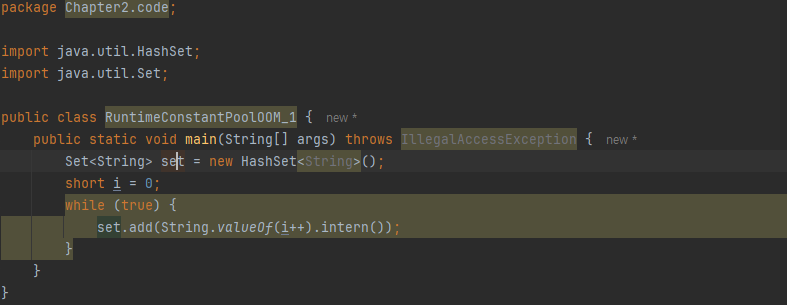 package Chapter2.code;
import java.util.HashSet;
import java.util.Set;
public class RuntimeConstantPoolOOM_1 { new *
public static void main(String[] args) throws IllegalAccessException { new *
Set<String> set = new HashSet<String>();
short i = 0;
while (true) {
set.add(String.valueOf(i++).intern());
}
}
}